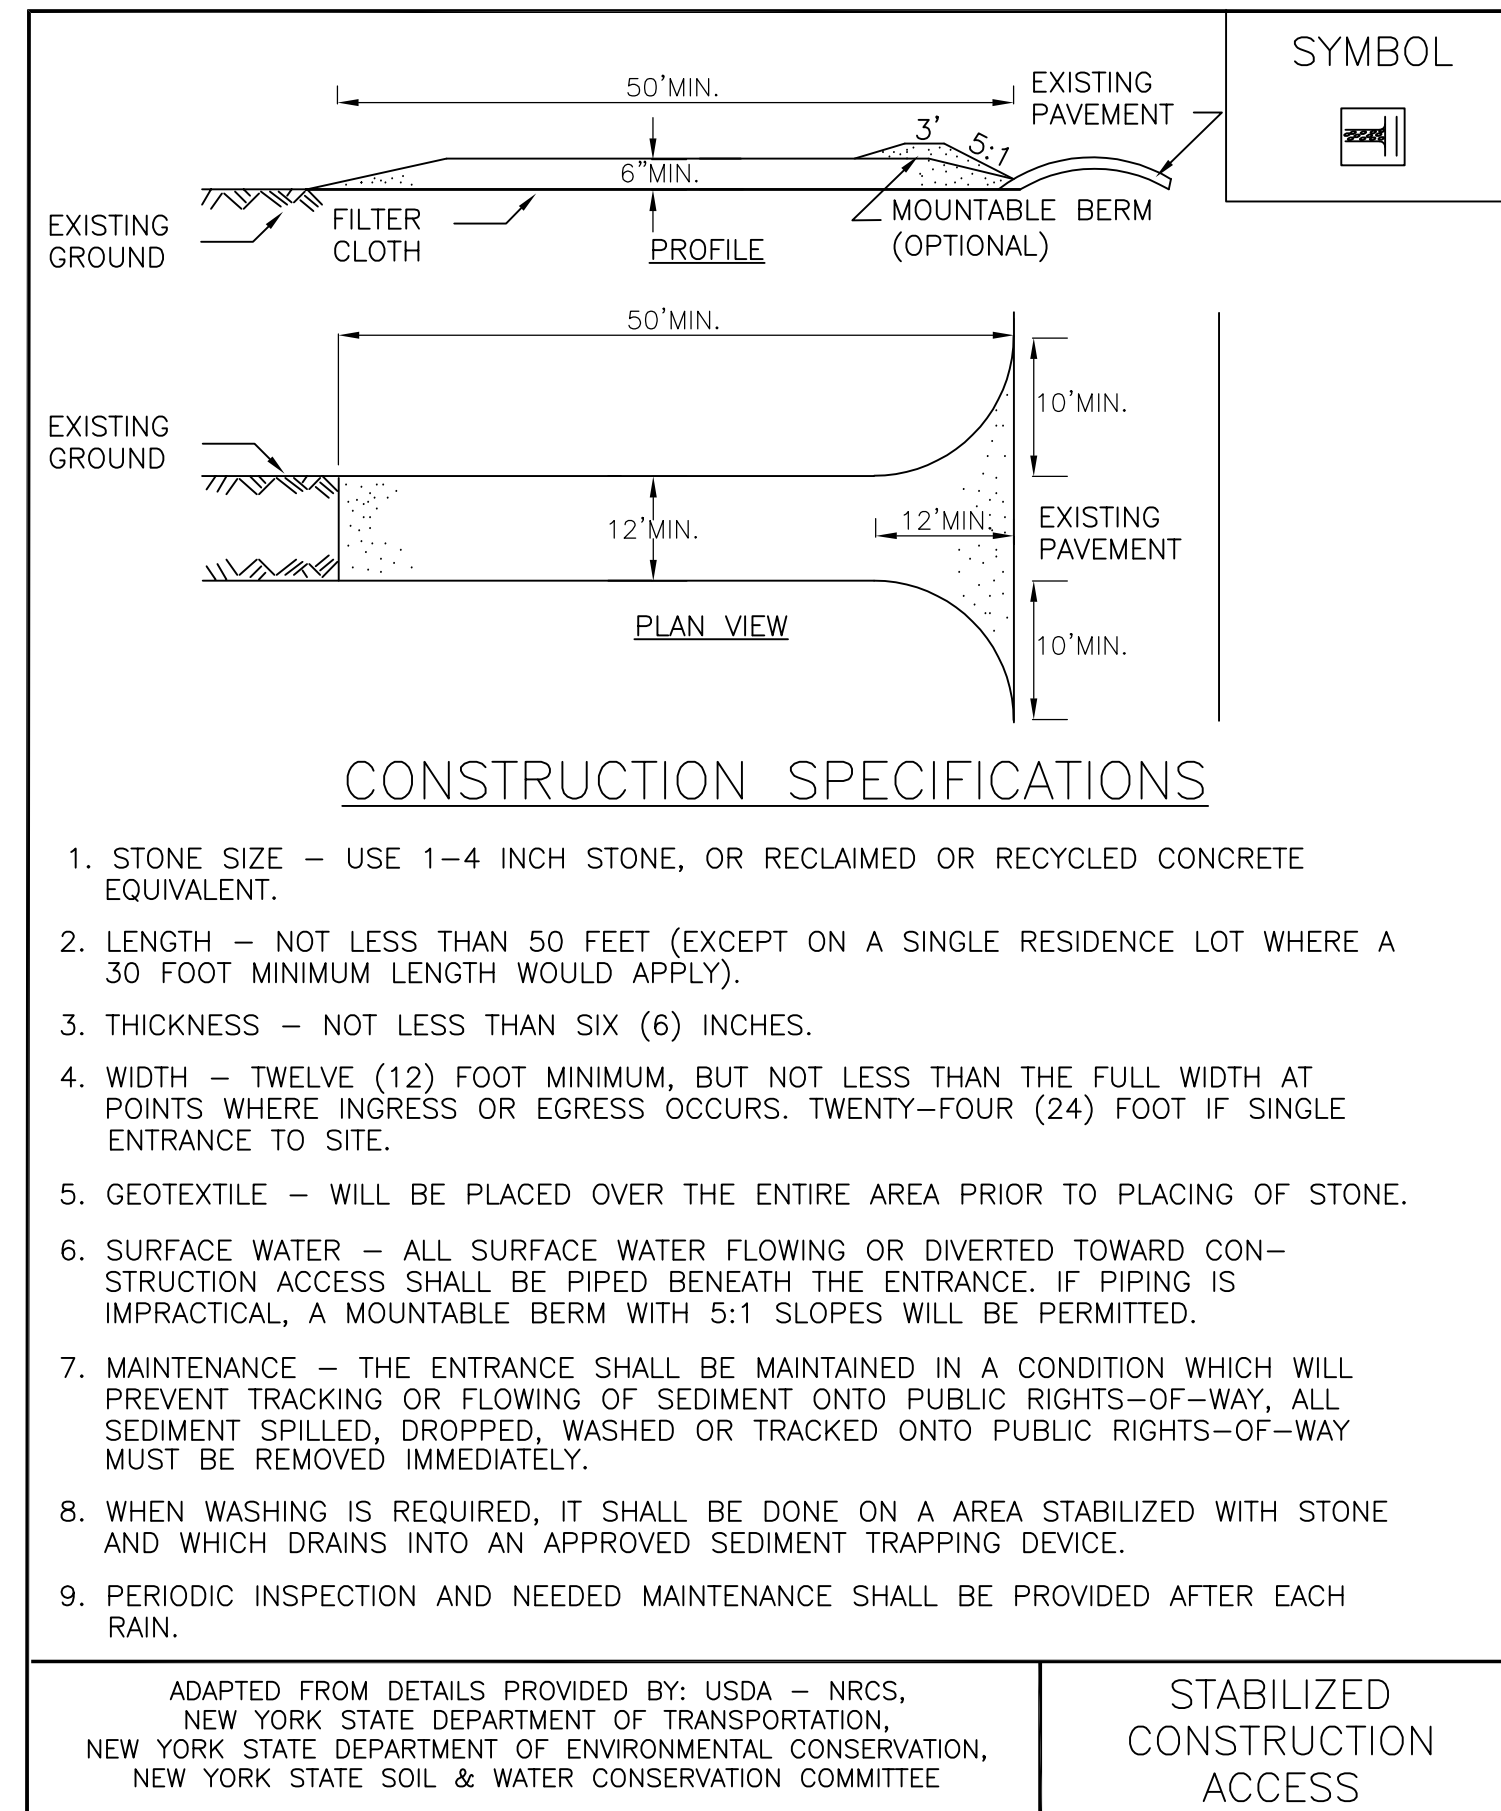 SYMBOL
50'MIN.
EXISTING
PAVEMENT
3'
5:1
6"MIN.
EXISTING
GROUND
FILTER
CLOTH
PROFILE
MOUNTABLE BERM
(OPTIONAL)
50'MIN.
10'MIN.
EXISTING
GROUND
12'MIN.
12'MIN.
EXISTING
PAVEMENT
PLAN VIEW
10'MIN.
CONSTRUCTION SPECIFICATIONS
1. STONE SIZE – USE 1–4 INCH STONE, OR RECLAIMED OR RECYCLED CONCRETE
EQUIVALENT.
2. LENGTH – NOT LESS THAN 50 FEET (EXCEPT ON A SINGLE RESIDENCE LOT WHERE A
30 FOOT MINIMUM LENGTH WOULD APPLY).
3. THICKNESS – NOT LESS THAN SIX (6) INCHES.
4. WIDTH – TWELVE (12) FOOT MINIMUM, BUT NOT LESS THAN THE FULL WIDTH AT
POINTS WHERE INGRESS OR EGRESS OCCURS. TWENTY–FOUR (24) FOOT IF SINGLE
ENTRANCE TO SITE.
5. GEOTEXTILE – WILL BE PLACED OVER THE ENTIRE AREA PRIOR TO PLACING OF STONE.
6. SURFACE WATER – ALL SURFACE WATER FLOWING OR DIVERTED TOWARD CON–
STRUCTION ACCESS SHALL BE PIPED BENEATH THE ENTRANCE. IF PIPING IS
IMPRACTICAL, A MOUNTABLE BERM WITH 5:1 SLOPES WILL BE PERMITTED.
7. MAINTENANCE – THE ENTRANCE SHALL BE MAINTAINED IN A CONDITION WHICH WILL
PREVENT TRACKING OR FLOWING OF SEDIMENT ONTO PUBLIC RIGHTS–OF–WAY, ALL
SEDIMENT SPILLED, DROPPED, WASHED OR TRACKED ONTO PUBLIC RIGHTS–OF–WAY
MUST BE REMOVED IMMEDIATELY.
8. WHEN WASHING IS REQUIRED, IT SHALL BE DONE ON A AREA STABILIZED WITH STONE
AND WHICH DRAINS INTO AN APPROVED SEDIMENT TRAPPING DEVICE.
9. PERIODIC INSPECTION AND NEEDED MAINTENANCE SHALL BE PROVIDED AFTER EACH
RAIN.
ADAPTED FROM DETAILS PROVIDED BY: USDA – NRCS,
NEW YORK STATE DEPARTMENT OF TRANSPORTATION,
NEW YORK STATE DEPARTMENT OF ENVIRONMENTAL CONSERVATION,
NEW YORK STATE SOIL & WATER CONSERVATION COMMITTEE
STABILIZED
CONSTRUCTION
ACCESS